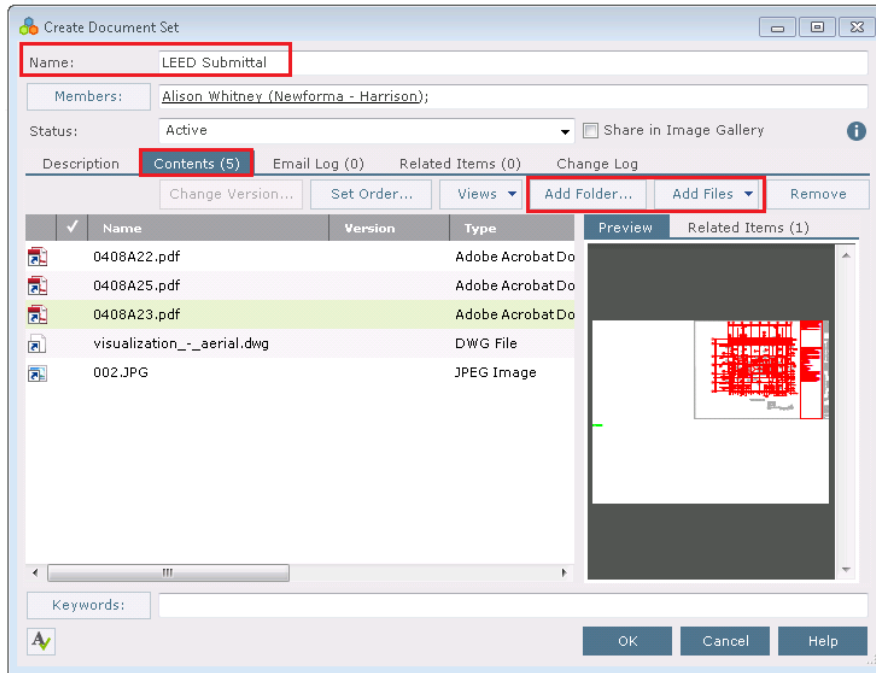 Create Document Set
Name: LEED Submittal
Members: Alison Whitney (Newforma - Harrison);
Status: Active Share in Image Gallery
Description Contents (5) Email Log (0) Related Items (0) Change Log
Change Version... Set Order... Views Add Folder... Add Files Remove
Name Version Type Preview Related Items (1)
0408A22.pdf Adobe Acrobat Do
0408A25.pdf Adobe Acrobat Do
0408A23.pdf Adobe Acrobat Do
visualization_-_aerial.dwg DWG File
002.JPG JPEG Image
Keywords:
OK Cancel Help